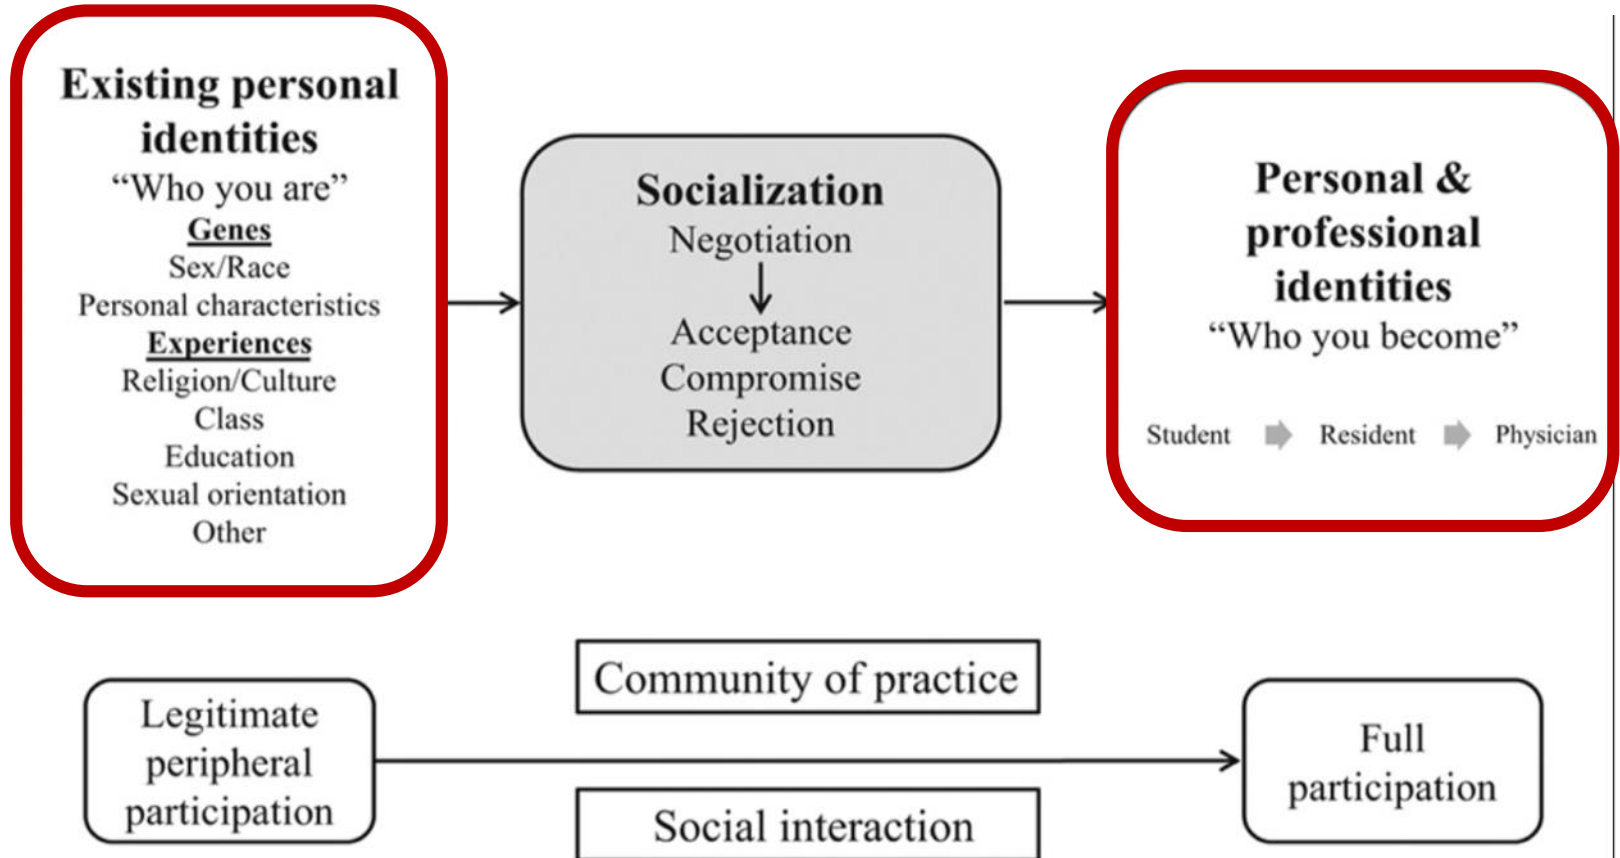 Existing personal
identities
“Who you are”
Genes
Sex/Race
Personal characteristics
Experiences
Religion/Culture
Class
Education
Sexual orientation
Other
Socialization
Negotiation
Acceptance
Compromise
Rejection
Personal &
professional
identities
“Who you become”
Student Resident Physician
Legitimate
peripheral
participation
Community of practice
Social interaction
Full
participation